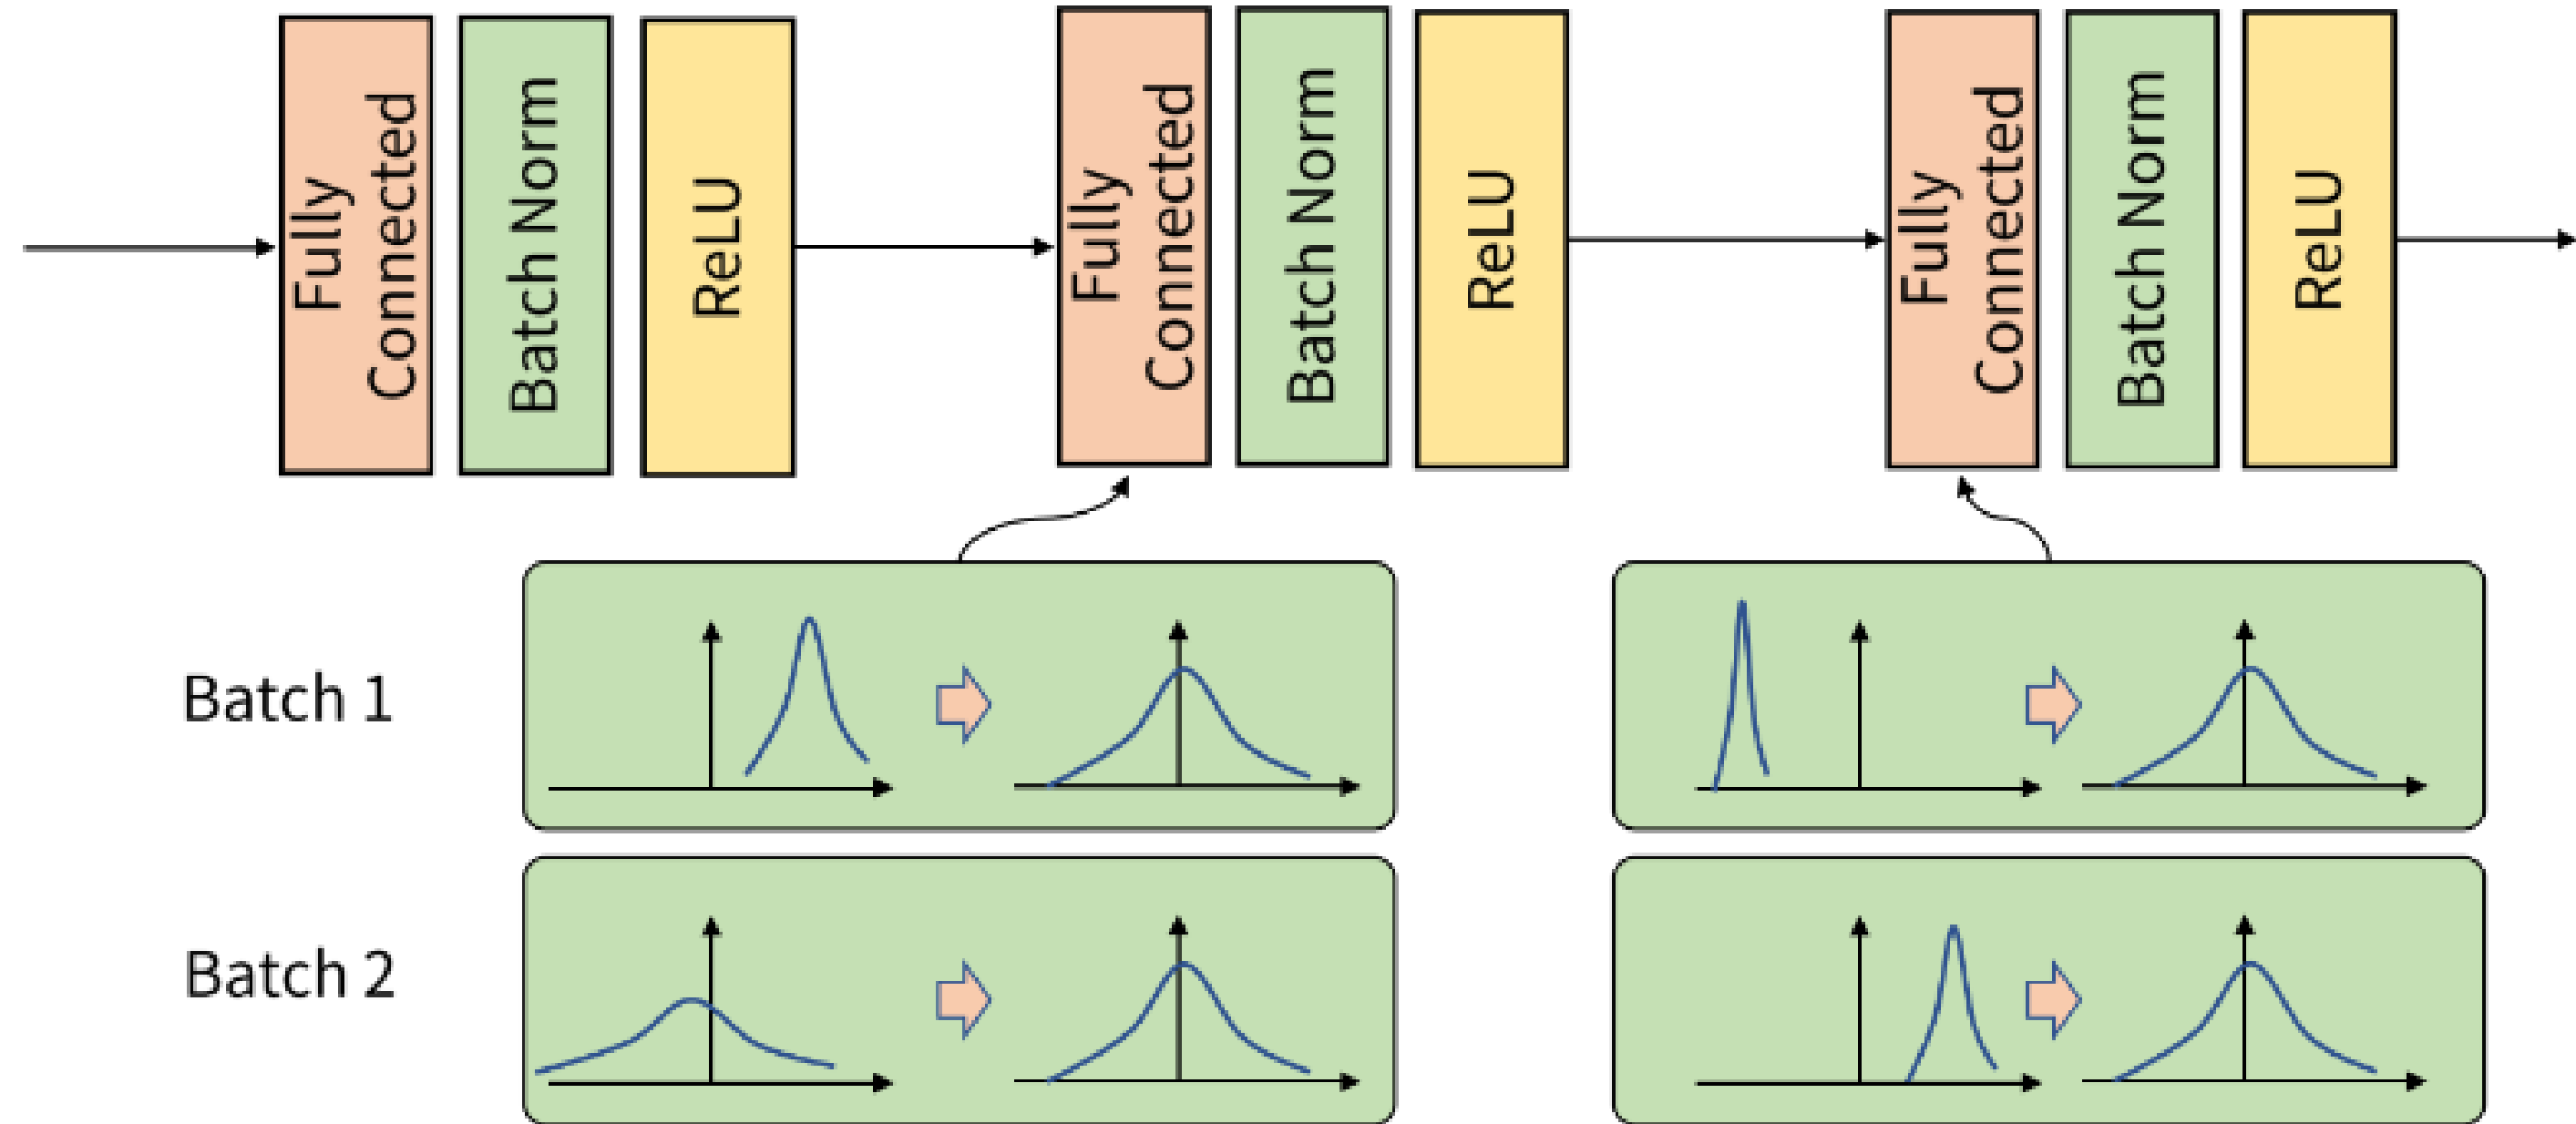 Fully
Connected
Batch Norm
ReLU
Fully
Connected
Batch Norm
ReLU
Fully
Connected
Batch Norm
ReLU
Batch 1
Batch 2